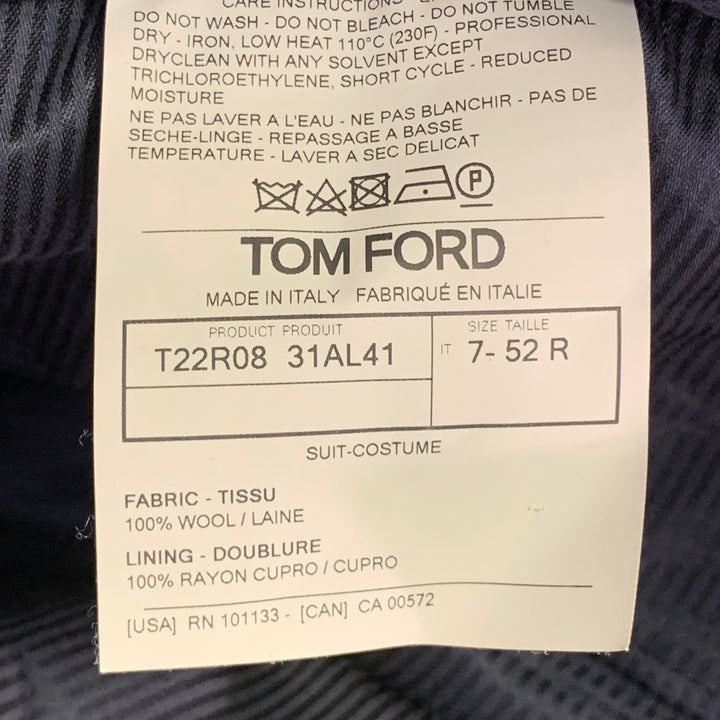 CARE INSTRUCTIONS
DO NOT WASH - DO NOT BLEACH - DO NOT TUMBLE
DRY - IRON, LOW HEAT 110°C (230F) - PROFESSIONAL
DRYCLEAN WITH ANY SOLVENT EXCEPT
TRICHLOROETHYLENE, SHORT CYCLE - REDUCED
MOISTURE
NE PAS LAVER A L'EAU - NE PAS BLANCHIR - PAS DE
SECHE-LINGE - REPASSAGE A BASSE
TEMPERATURE - LAVER A SEC DELICAT
P
TOM FORD
MADE IN ITALY FABRIQUÉ EN ITALIE
PRODUCT PRODUIT
T22R08 31AL41
SIZE TAILLE
IT 7- 52 R
SUIT-COSTUME
FABRIC - TISSU
100% WOOL / LAINE
LINING - DOUBLURE
100% RAYON CUPRO / CUPRO
[USA] RN 101133 - [CAN] CA 00572